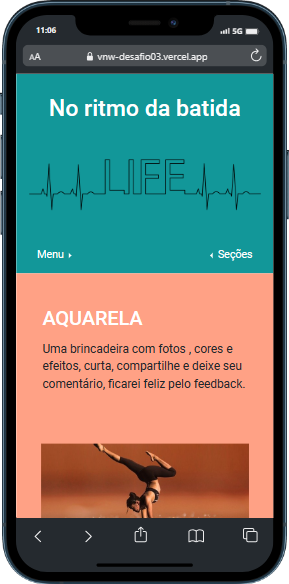 11:06
5G
AA vnw-desafio03.vercel.app
No ritmo da batida
LIFE
Menu
Seções
AQUARELA
Uma brincadeira com fotos , cores e
efeitos, curta, compartilhe e deixe seu
comentário, ficarei feliz pelo feedback.